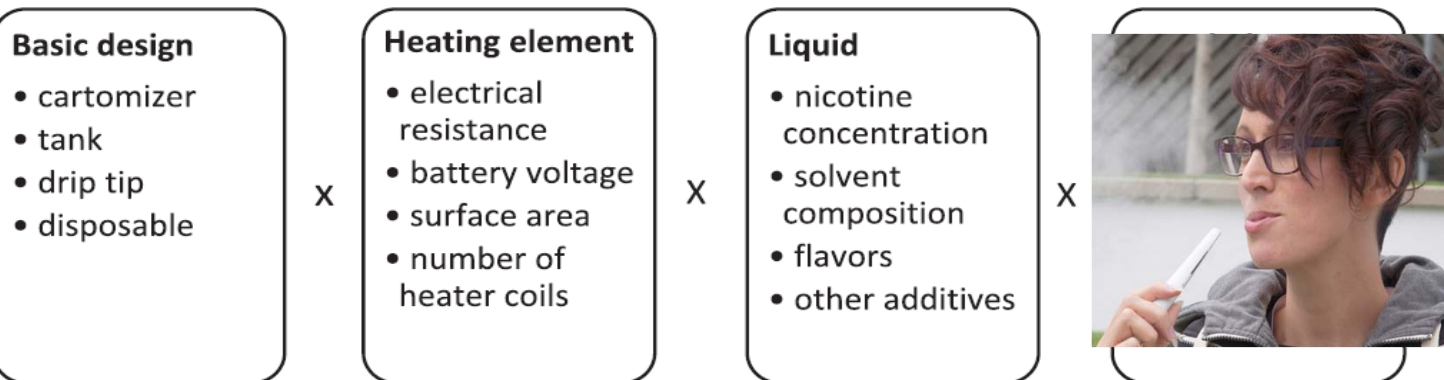 Basic design
• cartomizer
• tank
• drip tip
• disposable
x
Heating element
• electrical
resistance
• battery voltage
• surface area
• number of
heater coils
X
Liquid
• nicotine
concentration
• solvent
composition
• flavors
• other additives
X